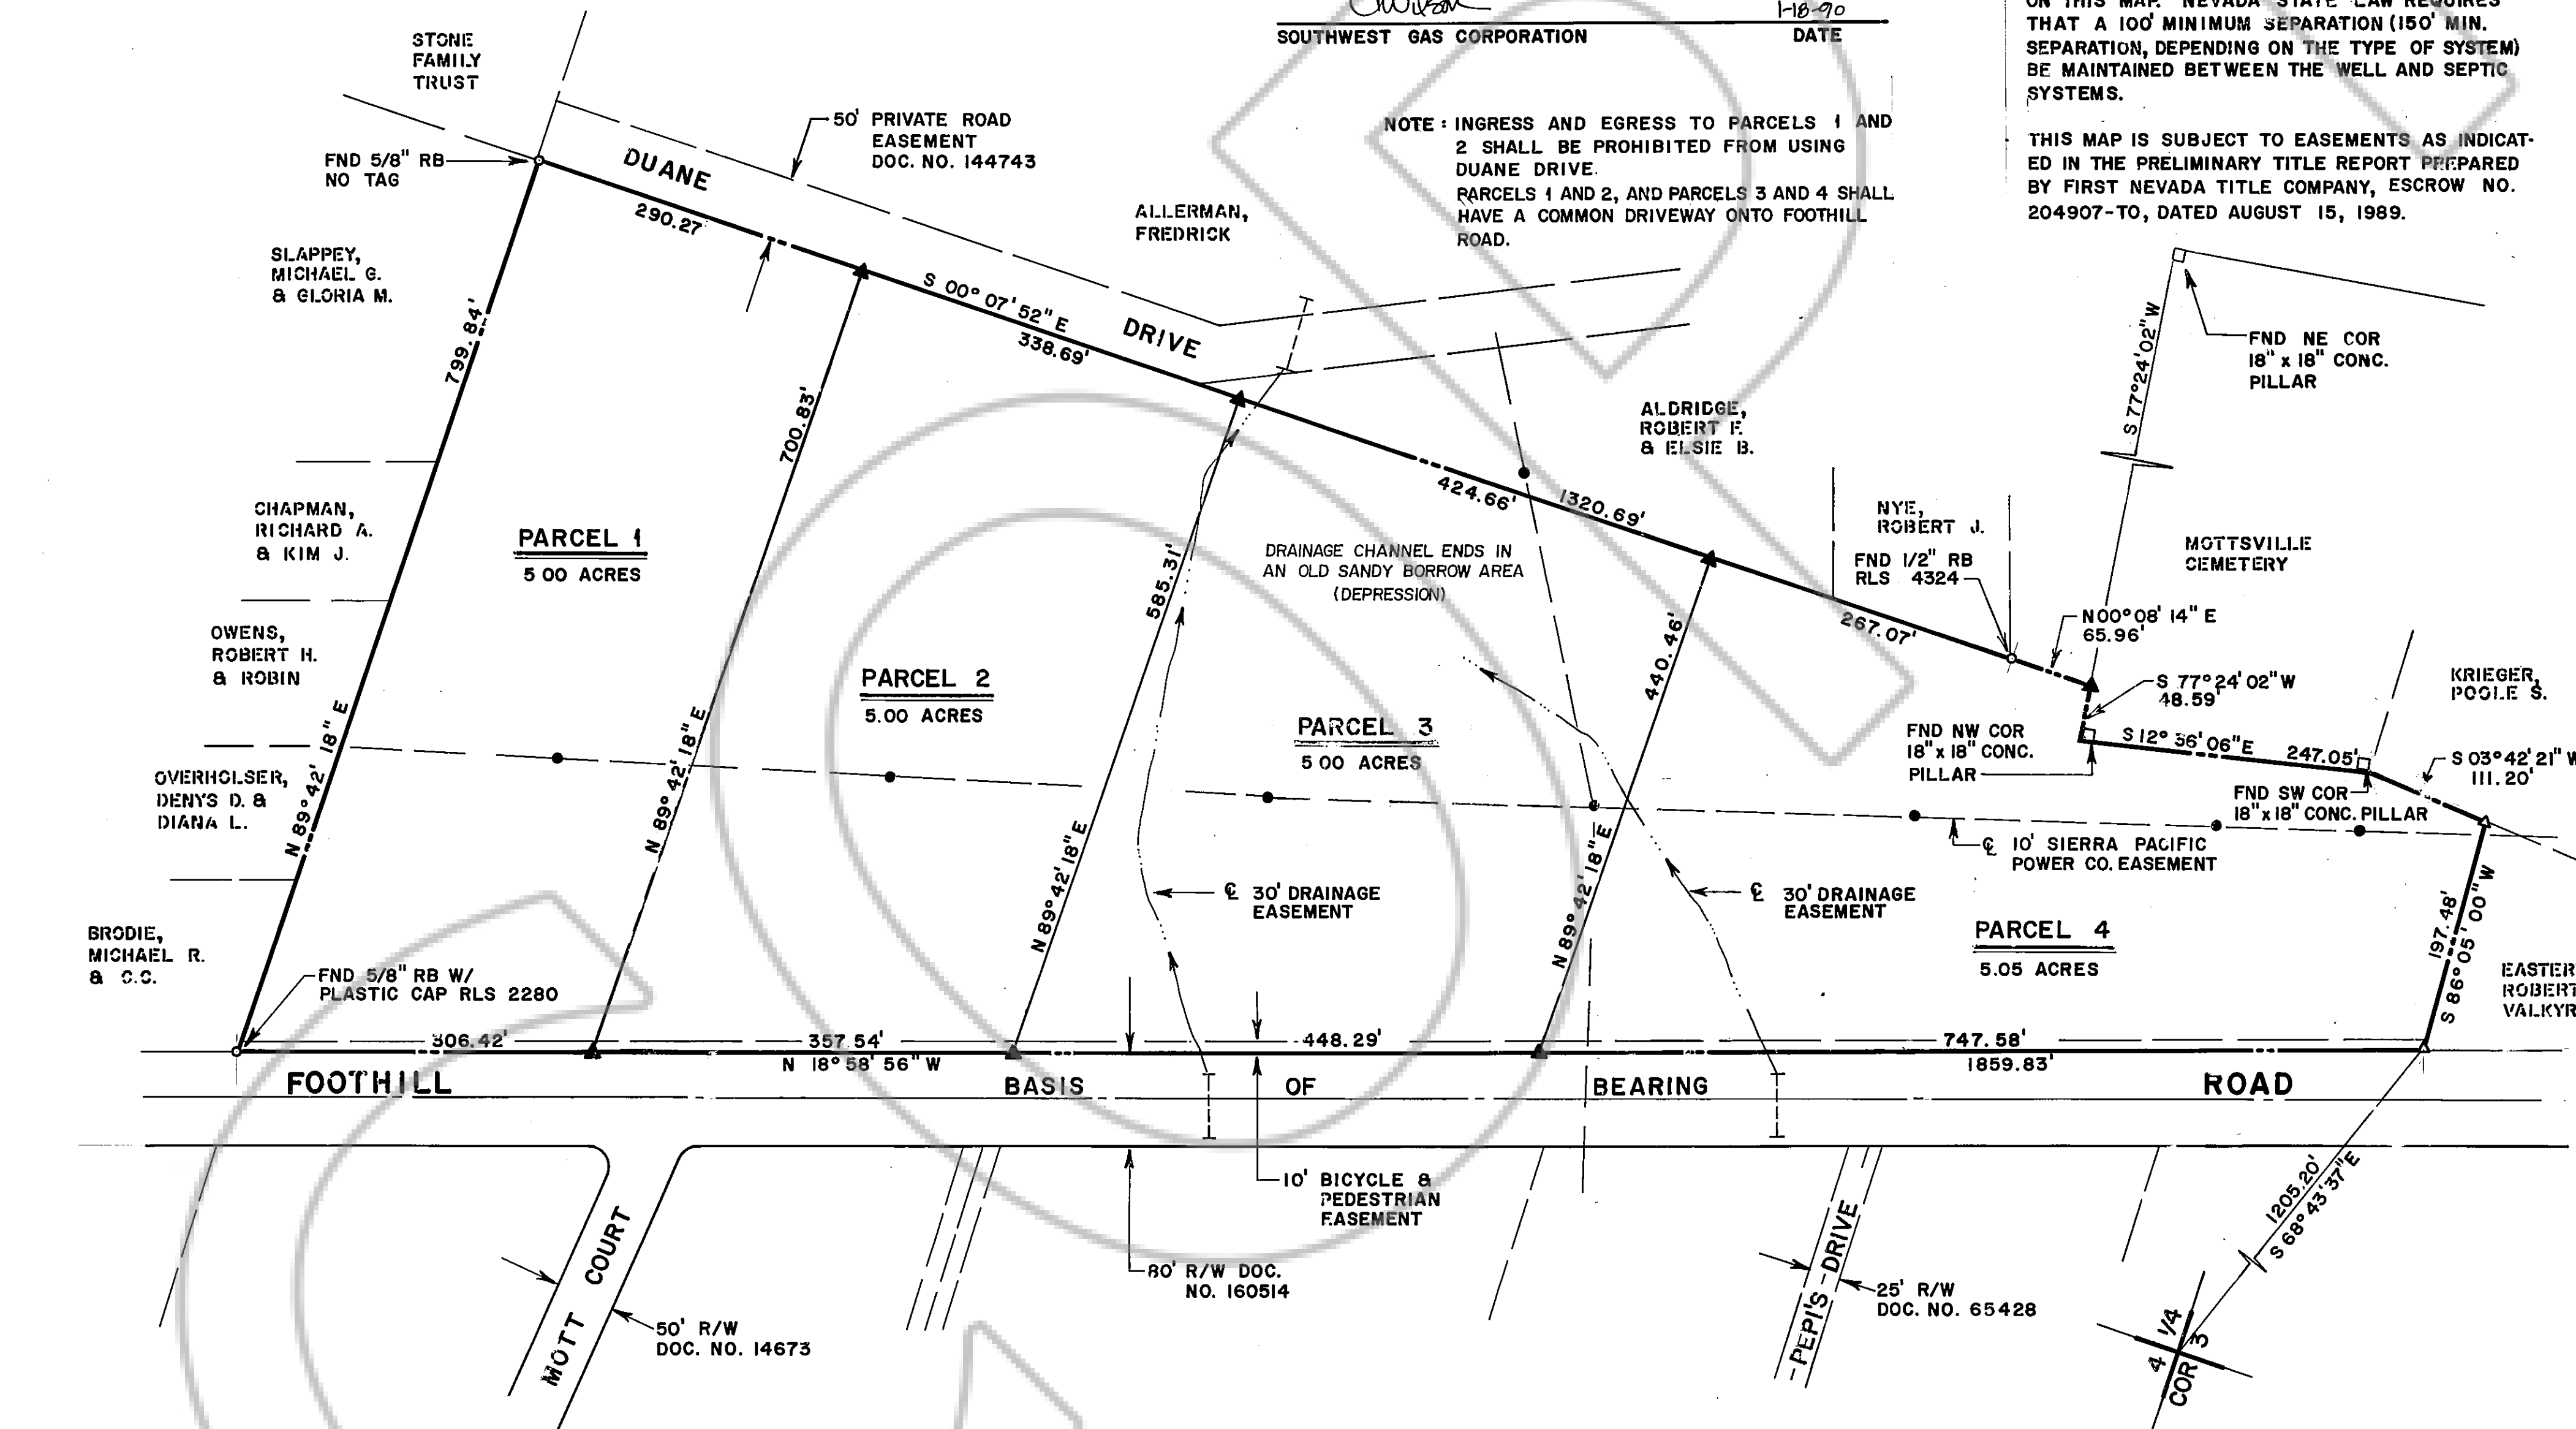 1-18-90
SOUTHWEST GAS CORPORATION DATE
ON THIS MAP. NEVADA STATE LAW REQUIRES
THAT A 100' MINIMUM SEPARATION (150' MIN.
SEPARATION, DEPENDING ON THE TYPE OF SYSTEM)
BE MAINTAINED BETWEEN THE WELL AND SEPTIC
SYSTEMS.
THIS MAP IS SUBJECT TO EASEMENTS AS INDICAT-
ED IN THE PRELIMINARY TITLE REPORT PREPARED
BY FIRST NEVADA TITLE COMPANY, ESCROW NO.
204907-TO, DATED AUGUST 15, 1989.
NOTE: INGRESS AND EGRESS TO PARCELS 1 AND
2 SHALL BE PROHIBITED FROM USING
DUANE DRIVE.
PARCELS 1 AND 2, AND PARCELS 3 AND 4 SHALL
HAVE A COMMON DRIVEWAY ONTO FOOTHILL
ROAD.
STONE
FAMILY
TRUST
50' PRIVATE ROAD
EASEMENT
DOC. NO. 144743
FND 5/8" RB
NO TAG
DUANE
290.27'
ALLERMAN,
FREDRICK
SLAPPEY,
MICHAEL G.
& GLORIA M.
799.84'
S 00° 07' 52" E
338.69'
DRIVE
700.83'
FND NE COR
18" x 18" CONC.
PILLAR
S 77° 24' 02" W
ALDRIDGE,
ROBERT F.
& ELSIE B.
424.66'
1320.69'
NYE,
ROBERT J.
FND 1/2" RB
RLS 4324
MOTTSVILLE
CEMETERY
CHAPMAN,
RICHARD A.
& KIM J.
PARCEL 1
5 00 ACRES
DRAINAGE CHANNEL ENDS IN
AN OLD SANDY BORROW AREA
(DEPRESSION)
585.31'
440.46'
267.07'
N 00° 08' 14" E
65.96'
S 77° 24' 02" W
48.59'
KRIEGER,
POOLE S.
OWENS,
ROBERT H.
& ROBIN
PARCEL 2
5.00 ACRES
PARCEL 3
5 00 ACRES
FND NW COR
18" x 18" CONC.
PILLAR
S 12° 36' 06" E 247.05'
S 03° 42' 21" W
111.20'
FND SW COR
18" x 18" CONC. PILLAR
OVERHOLSER,
DENYS D. &
DIANA L.
N 89° 42' 18" E
N 89° 42' 18" E
N 89° 42' 18" E
N 89° 42' 18" E
℄ 10' SIERRA PACIFIC
POWER CO. EASEMENT
℄ 30' DRAINAGE
EASEMENT
℄ 30' DRAINAGE
EASEMENT
PARCEL 4
5.05 ACRES
197.48'
S 86° 05' 00" W
BRODIE,
MICHAEL R.
FND 5/8" RB W/
PLASTIC CAP RLS 2280
EASTER
ROBERT
VALKYR
306.42'
357.54'
448.29'
747.58'
N 18° 58' 56" W
1859.83'
FOOTHILL BASIS OF BEARING ROAD
10' BICYCLE &
PEDESTRIAN
EASEMENT
80' R/W DOC.
NO. 160514
MOTT COURT
50' R/W
DOC. NO. 14673
PEPI'S DRIVE
25' R/W
DOC. NO. 65428
1205.20'
S 68° 43' 37" E
1/4
4 3
COR